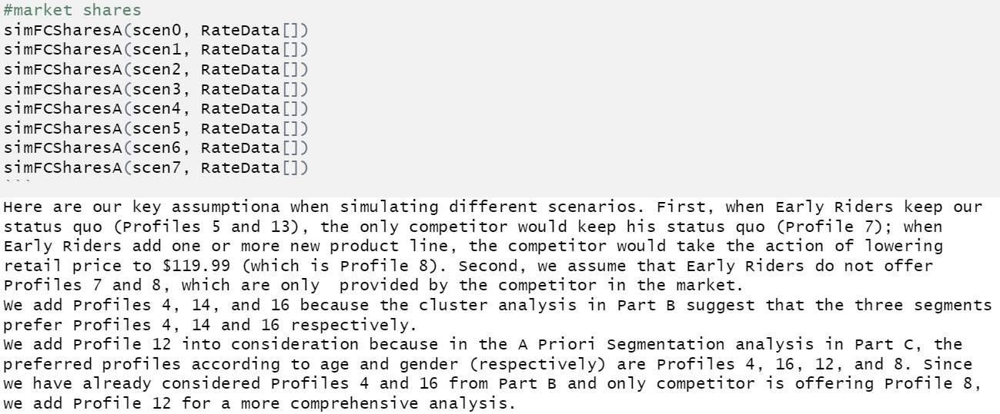 #market shares
simFCSharesA(scen0, RateData[])
simFCSharesA(scen1, RateData[])
simFCSharesA(scen2, RateData[])
simFCSharesA(scen3, RateData[])
simFCSharesA(scen4, RateData[])
simFCSharesA(scen5, RateData[])
simFCSharesA(scen6, RateData[])
simFCSharesA(scen7, RateData[])
```
Here are our key assumptiona when simulating different scenarios. First, when Early Riders keep our
status quo (Profiles 5 and 13), the only competitor would keep his status quo (Profile 7); when
Early Riders add one or more new product line, the competitor would take the action of lowering
retail price to $119.99 (which is Profile 8). Second, we assume that Early Riders do not offer
Profiles 7 and 8, which are only  provided by the competitor in the market.
We add Profiles 4, 14, and 16 because the cluster analysis in Part B suggest that the three segments
prefer Profiles 4, 14 and 16 respectively.
We add Profile 12 into consideration because in the A Priori Segmentation analysis in Part C, the
preferred profiles according to age and gender (respectively) are Profiles 4, 16, 12, and 8. Since
we have already considered Profiles 4 and 16 from Part B and only competitor is offering Profile 8,
we add Profile 12 for a more comprehensive analysis.